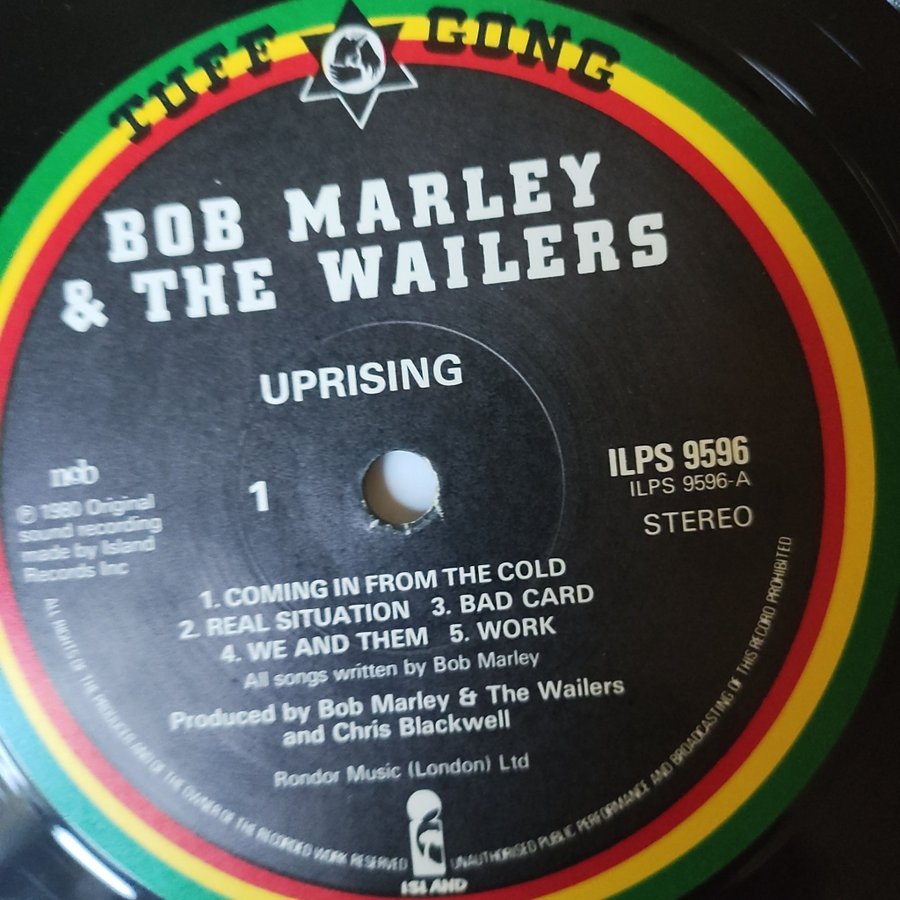 TUFF GONG
BOB MARLEY
& THE WAILERS
UPRISING
ncb
1
℗ 1980 Original
sound recording
made by Island
Records Inc
ILPS 9596
ILPS 9596-A
STEREO
1. COMING IN FROM THE COLD
2. REAL SITUATION 3. BAD CARD
4. WE AND THEM 5. WORK
All songs written by Bob Marley
Produced by Bob Marley & The Wailers
and Chris Blackwell
Rondor Music (London) Ltd
ALL RIGHTS OF THE PRODUCER AND OF THE OWNER OF THE RECORDED WORK RESERVED
UNAUTHORISED PUBLIC PERFORMANCE AND BROADCASTING OF THIS RECORD PROHIBITED
ISLAND